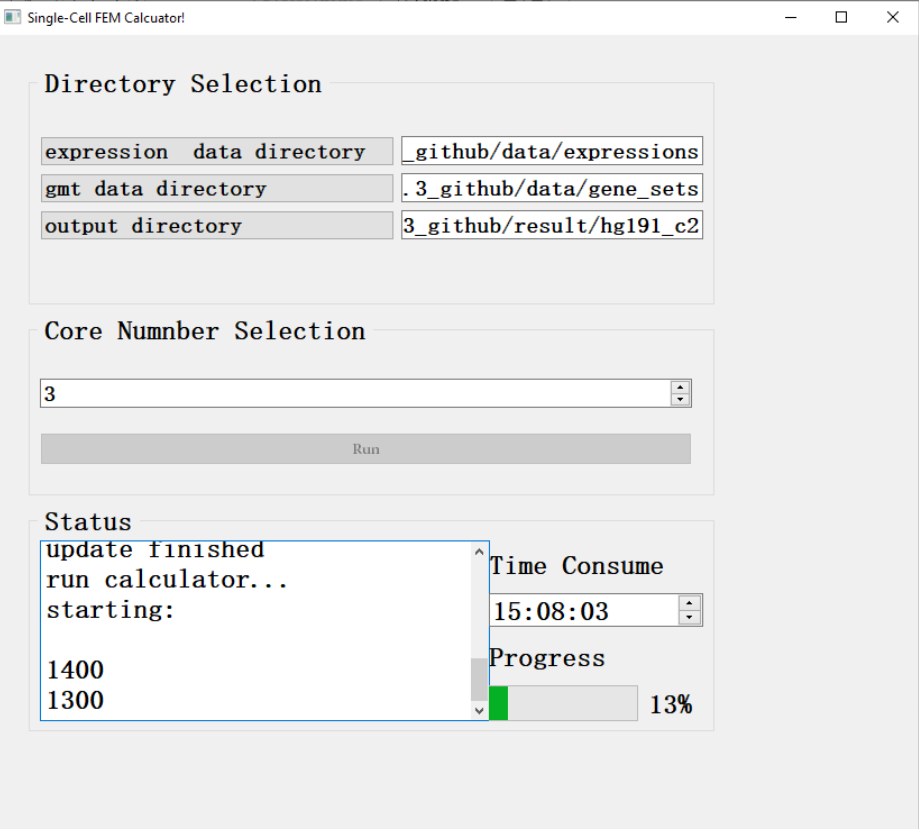 Single-Cell FEM Calcuator!
Directory Selection
expression  data directory
_github/data/expressions
gmt data directory
.3_github/data/gene_sets
output directory
3_github/result/hg191_c2
Core Numnber Selection
3
Run
Status
update finished
run calculator...
starting:
1400
1300
Time Consume
15:08:03
Progress
13%